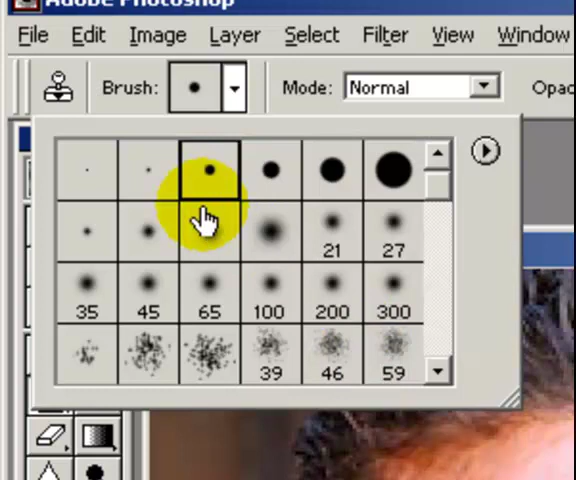 Adobe Photoshop
File Edit Image Layer Select Filter View Window
Brush: Mode: Normal Opac
21 27
35 45 65 100 200 300
39 46 59